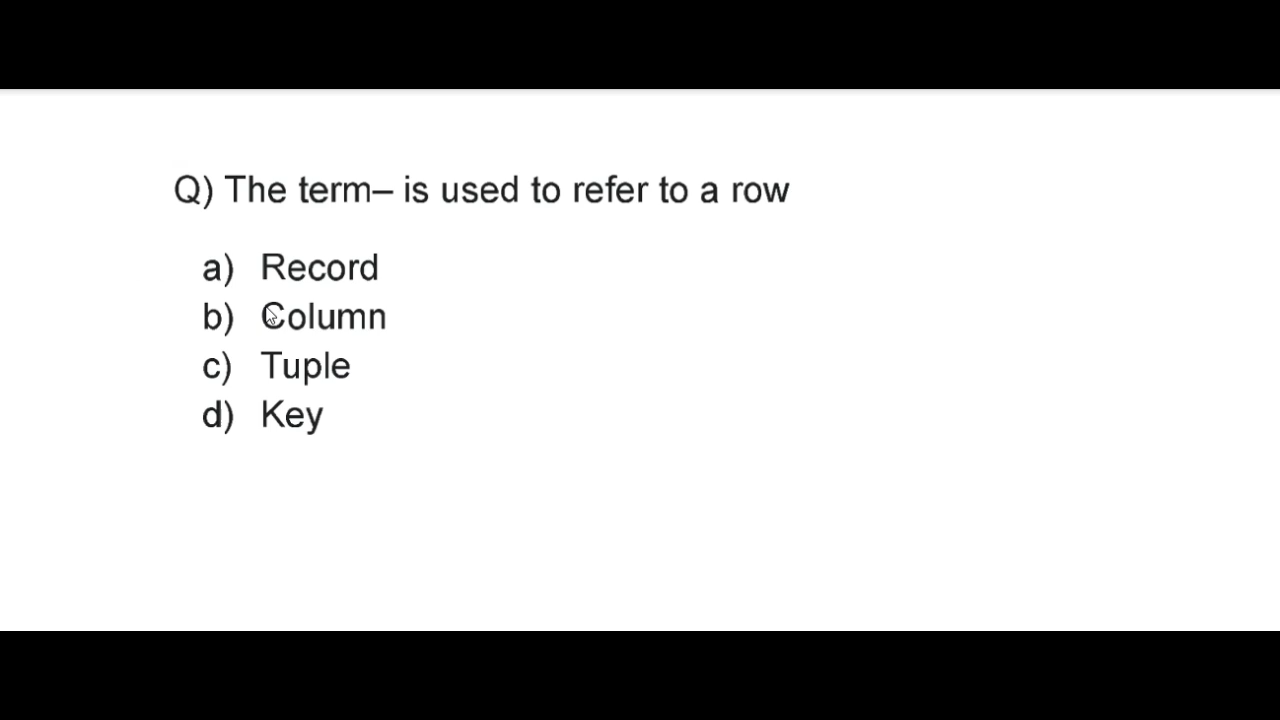 Q) The term– is used to refer to a row
a) Record
b) Column
c) Tuple
d) Key